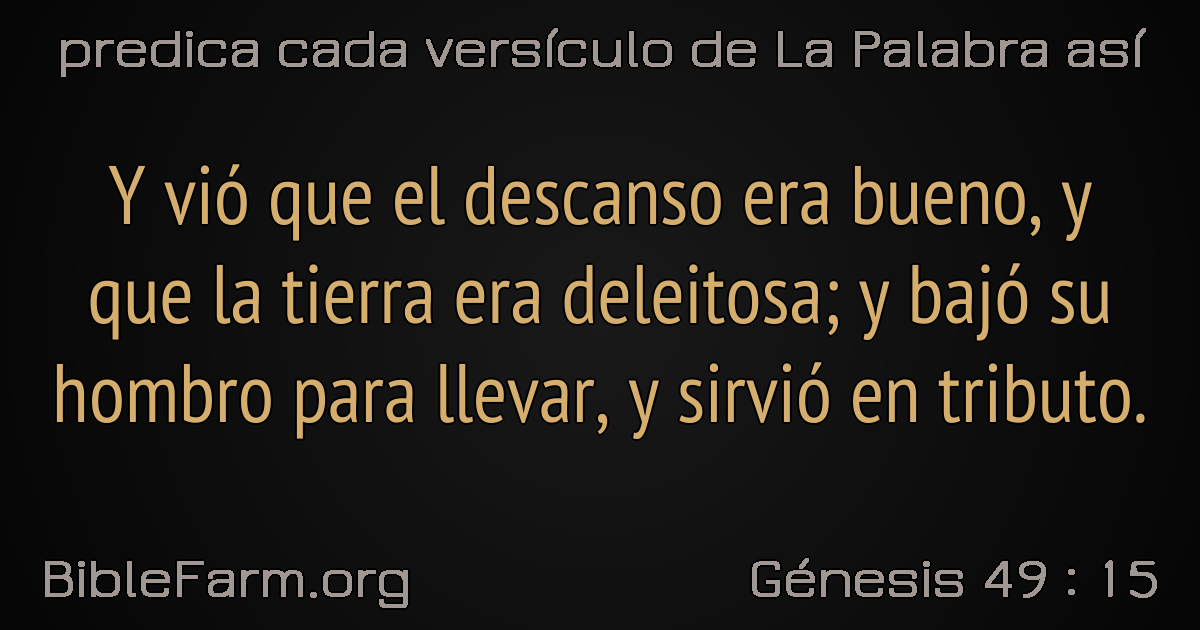 predica cada versículo de La Palabra así
Y vió que el descanso era bueno, y
que la tierra era deleitosa; y bajó su
hombro para llevar, y sirvió en tributo.
BibleFarm.org
Génesis 49 : 15